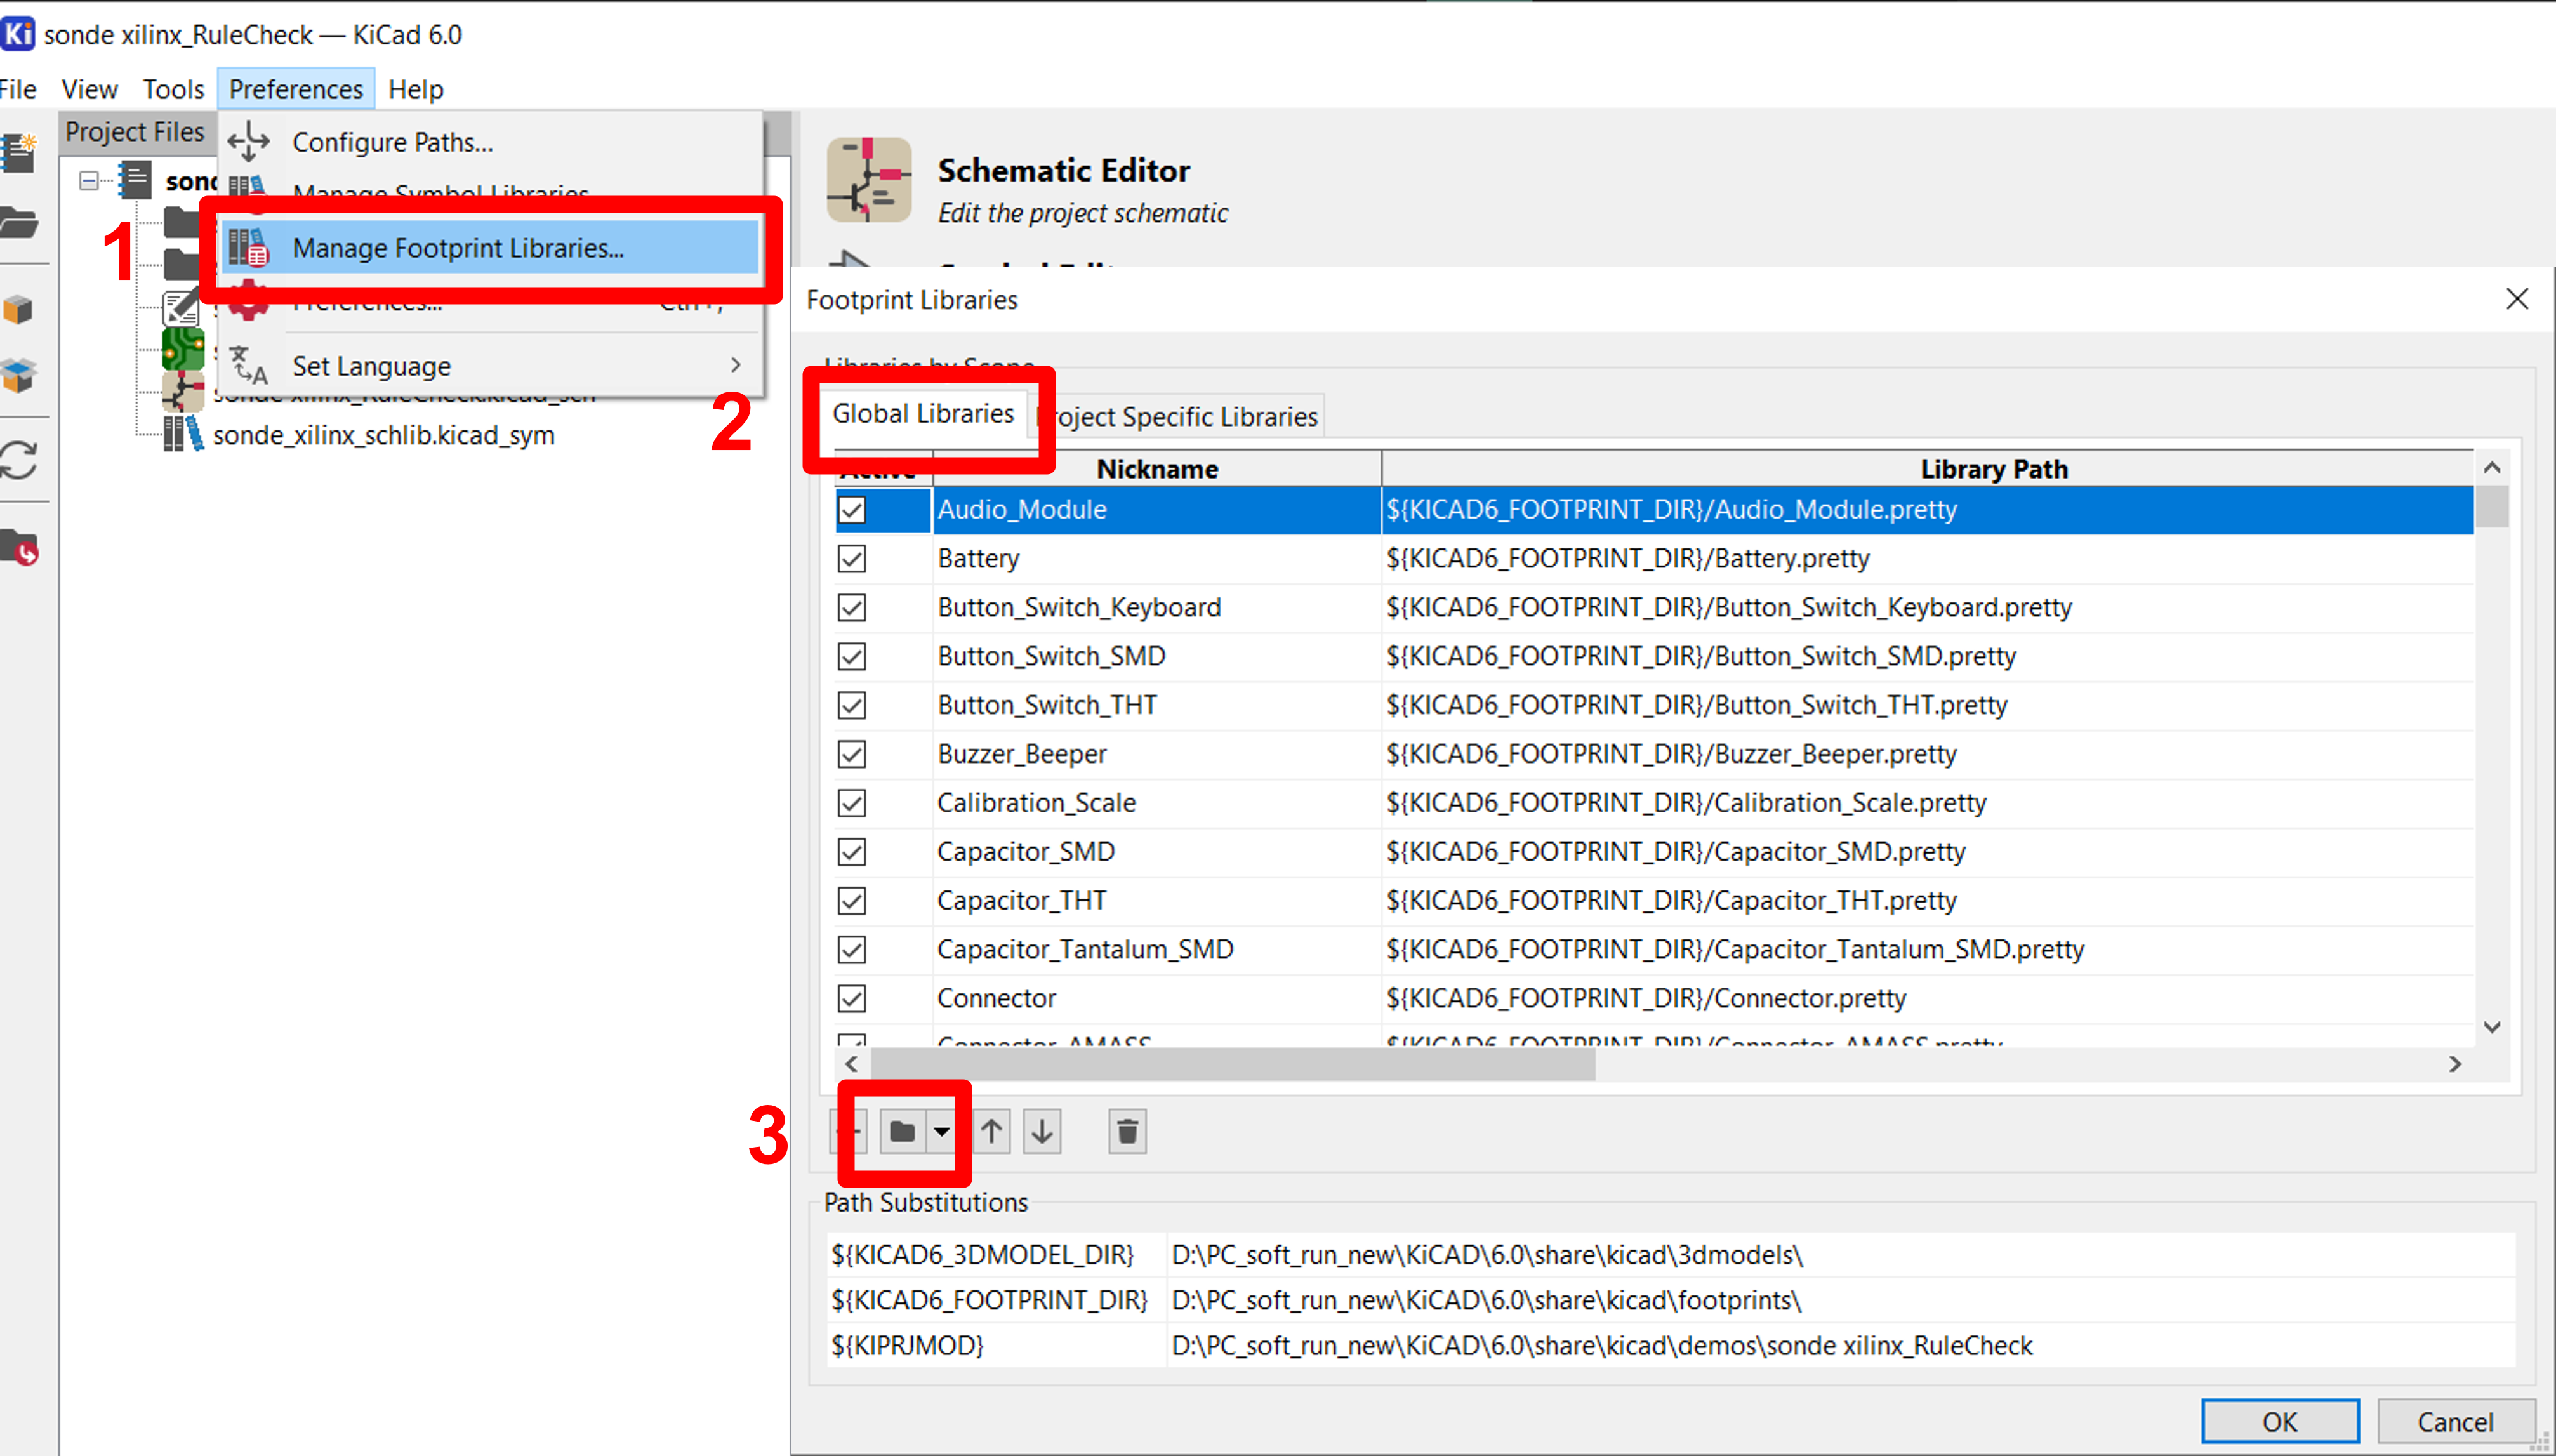 Ki sonde xilinx_RuleCheck — KiCad 6.0
File View Tools Preferences Help
Project Files
Configure Paths...
Schematic Editor
sond
Manage Symbol Libraries
Edit the project schematic
1
Manage Footprint Libraries...
Preferences... Ctrl+,
Footprint Libraries
Set Language
Libraries by Scope
sonde xilinx_RuleCheck.kicad_sch
2
Global Libraries
Project Specific Libraries
sonde_xilinx_schlib.kicad_sym
Active Nickname Library Path
Audio_Module ${KICAD6_FOOTPRINT_DIR}/Audio_Module.pretty
Battery ${KICAD6_FOOTPRINT_DIR}/Battery.pretty
Button_Switch_Keyboard ${KICAD6_FOOTPRINT_DIR}/Button_Switch_Keyboard.pretty
Button_Switch_SMD ${KICAD6_FOOTPRINT_DIR}/Button_Switch_SMD.pretty
Button_Switch_THT ${KICAD6_FOOTPRINT_DIR}/Button_Switch_THT.pretty
Buzzer_Beeper ${KICAD6_FOOTPRINT_DIR}/Buzzer_Beeper.pretty
Calibration_Scale ${KICAD6_FOOTPRINT_DIR}/Calibration_Scale.pretty
Capacitor_SMD ${KICAD6_FOOTPRINT_DIR}/Capacitor_SMD.pretty
Capacitor_THT ${KICAD6_FOOTPRINT_DIR}/Capacitor_THT.pretty
Capacitor_Tantalum_SMD ${KICAD6_FOOTPRINT_DIR}/Capacitor_Tantalum_SMD.pretty
Connector ${KICAD6_FOOTPRINT_DIR}/Connector.pretty
Connector_AMASS ${KICAD6_FOOTPRINT_DIR}/Connector_AMASS.pretty
3
Path Substitutions
${KICAD6_3DMODEL_DIR} D:\PC_soft_run_new\KiCAD\6.0\share\kicad\3dmodels\
${KICAD6_FOOTPRINT_DIR} D:\PC_soft_run_new\KiCAD\6.0\share\kicad\footprints\
${KIPRJMOD} D:\PC_soft_run_new\KiCAD\6.0\share\kicad\demos\sonde xilinx_RuleCheck
OK Cancel